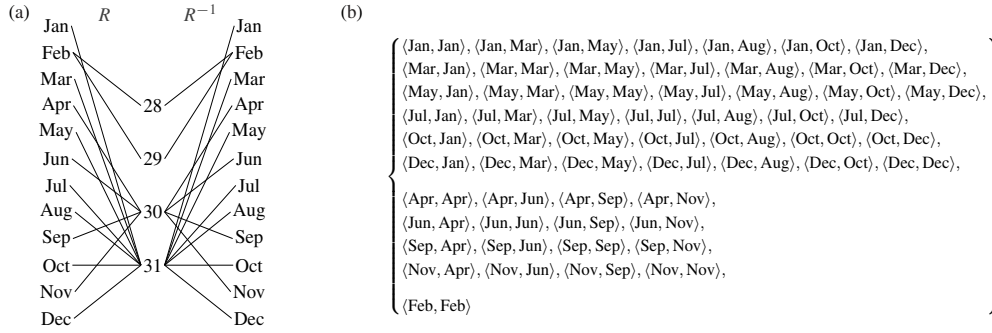 (a) R R⁻¹
Jan Jan
Feb Feb
Mar Mar
28
Apr Apr
May May
29
Jun Jun
Jul Jul
Aug 30 Aug
Sep Sep
Oct 31 Oct
Nov Nov
Dec Dec
(b)
⟨Jan, Jan⟩, ⟨Jan, Mar⟩, ⟨Jan, May⟩, ⟨Jan, Jul⟩, ⟨Jan, Aug⟩, ⟨Jan, Oct⟩, ⟨Jan, Dec⟩,
⟨Mar, Jan⟩, ⟨Mar, Mar⟩, ⟨Mar, May⟩, ⟨Mar, Jul⟩, ⟨Mar, Aug⟩, ⟨Mar, Oct⟩, ⟨Mar, Dec⟩,
⟨May, Jan⟩, ⟨May, Mar⟩, ⟨May, May⟩, ⟨May, Jul⟩, ⟨May, Aug⟩, ⟨May, Oct⟩, ⟨May, Dec⟩,
⟨Jul, Jan⟩, ⟨Jul, Mar⟩, ⟨Jul, May⟩, ⟨Jul, Jul⟩, ⟨Jul, Aug⟩, ⟨Jul, Oct⟩, ⟨Jul, Dec⟩,
⟨Oct, Jan⟩, ⟨Oct, Mar⟩, ⟨Oct, May⟩, ⟨Oct, Jul⟩, ⟨Oct, Aug⟩, ⟨Oct, Oct⟩, ⟨Oct, Dec⟩,
⟨Dec, Jan⟩, ⟨Dec, Mar⟩, ⟨Dec, May⟩, ⟨Dec, Jul⟩, ⟨Dec, Aug⟩, ⟨Dec, Oct⟩, ⟨Dec, Dec⟩,
⟨Apr, Apr⟩, ⟨Apr, Jun⟩, ⟨Apr, Sep⟩, ⟨Apr, Nov⟩,
⟨Jun, Apr⟩, ⟨Jun, Jun⟩, ⟨Jun, Sep⟩, ⟨Jun, Nov⟩,
⟨Sep, Apr⟩, ⟨Sep, Jun⟩, ⟨Sep, Sep⟩, ⟨Sep, Nov⟩,
⟨Nov, Apr⟩, ⟨Nov, Jun⟩, ⟨Nov, Sep⟩, ⟨Nov, Nov⟩,
⟨Feb, Feb⟩